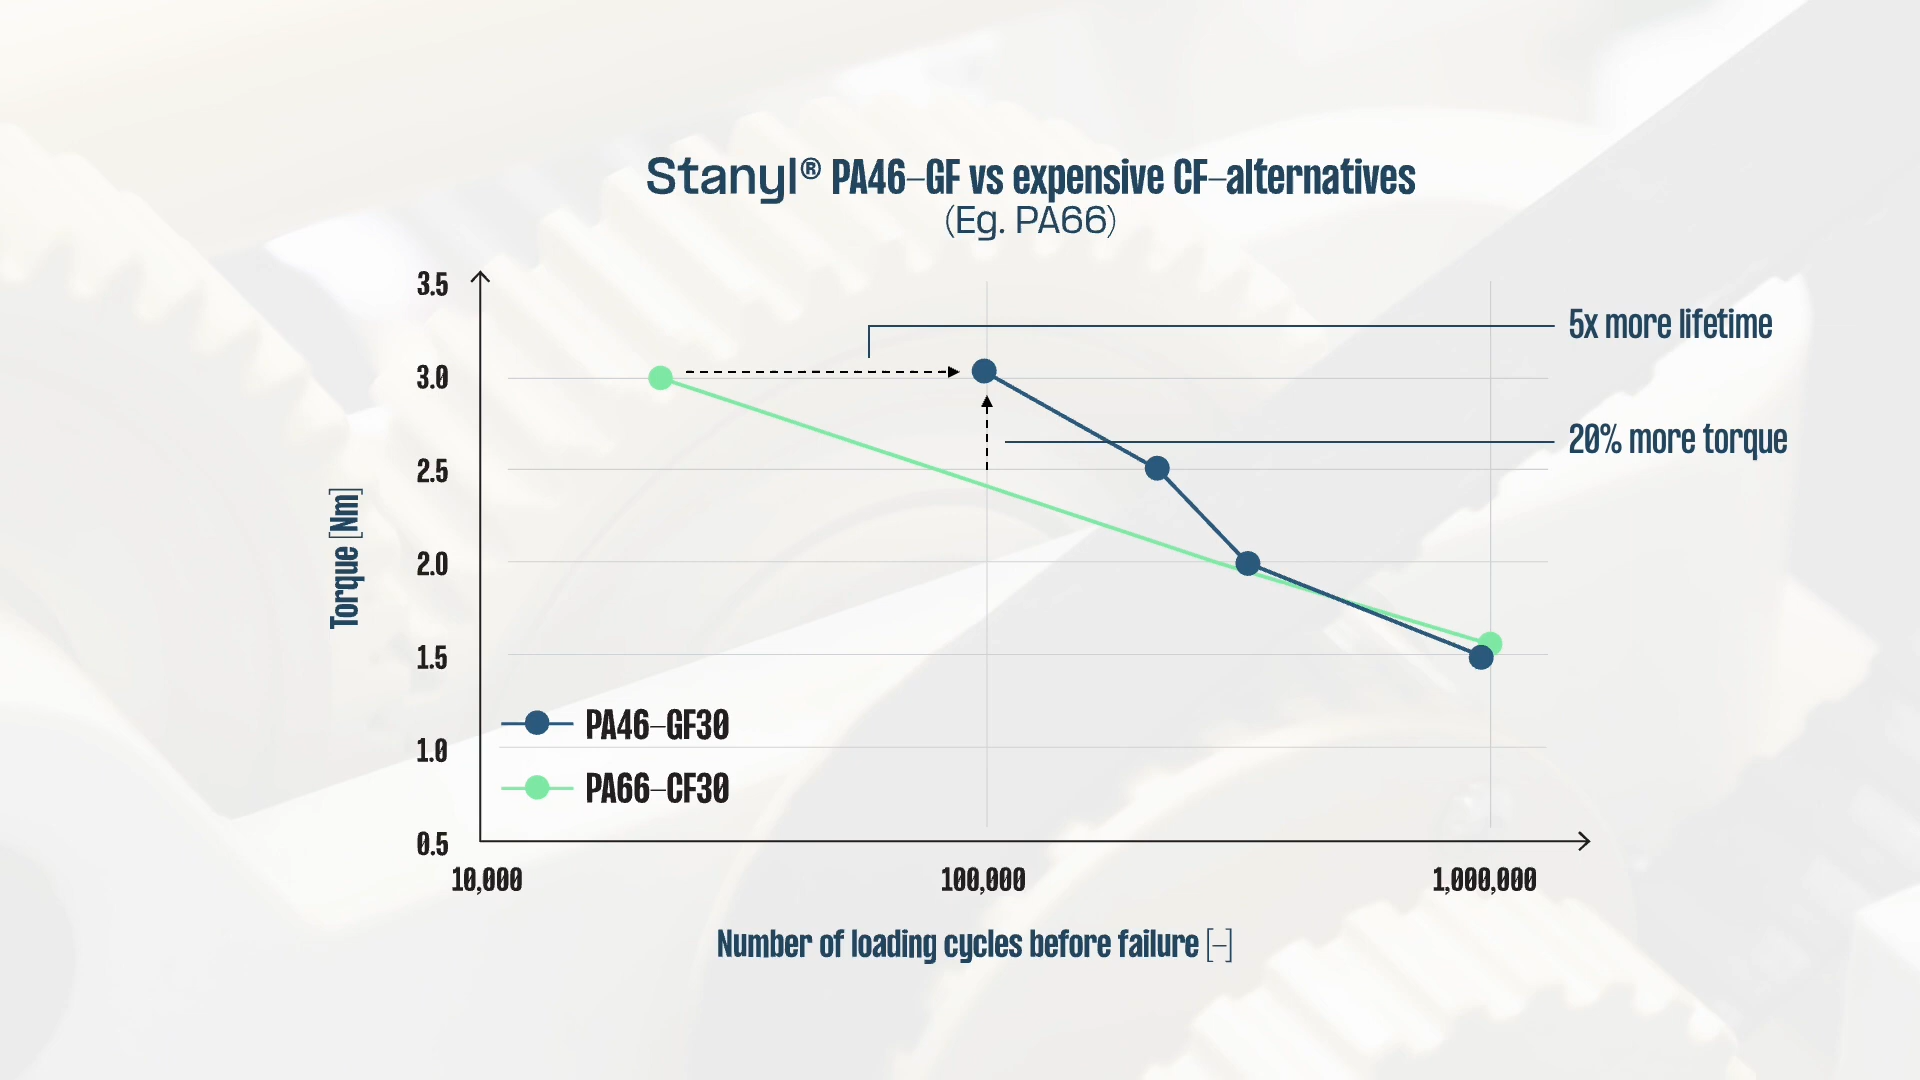 Stanyl® PA46-GF vs expensive CF-alternatives
(Eg. PA66)
3.5
3.0
2.5
2.0
1.5
1.0
0.5
Torque [Nm]
5x more lifetime
20% more torque
PA46-GF30
PA66-CF30
10,000
100,000
1,000,000
Number of loading cycles before failure [-]